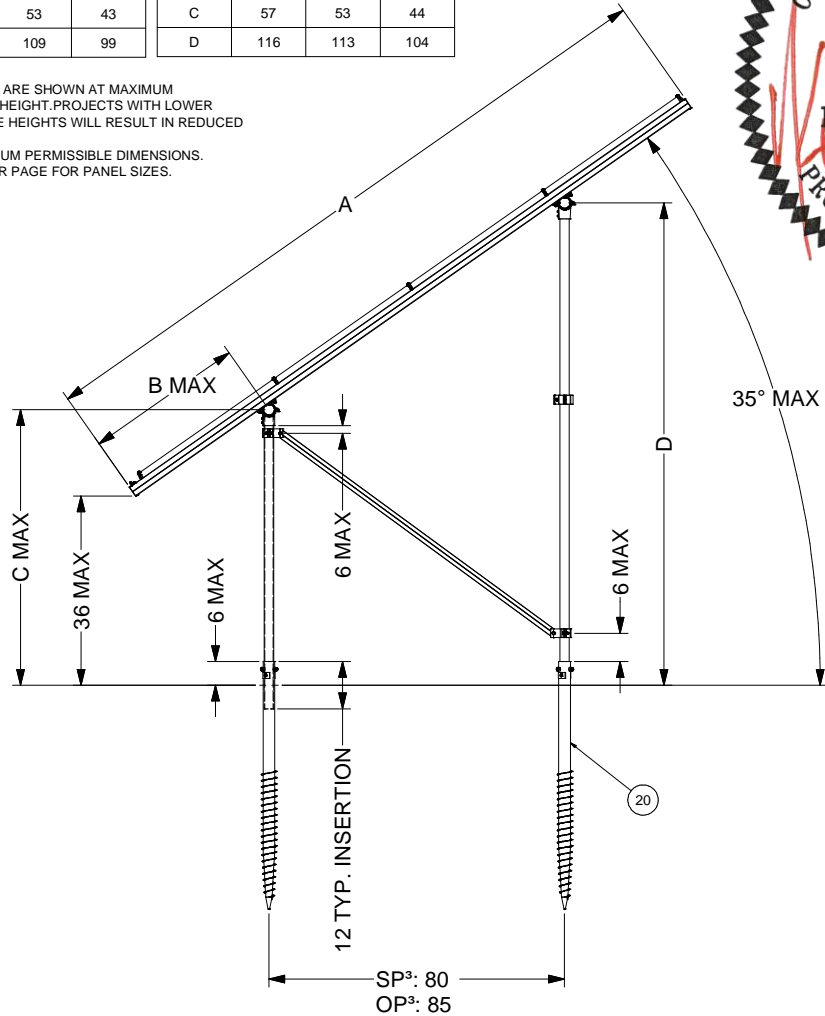 53 43
109 99
C 57 53 44
D 116 113 104
ARE SHOWN AT MAXIMUM
HEIGHT.PROJECTS WITH LOWER
HEIGHTS WILL RESULT IN REDUCED
UM PERMISSIBLE DIMENSIONS.
R PAGE FOR PANEL SIZES.
A
B MAX
C MAX
36 MAX
6 MAX
6 MAX
12 TYP. INSERTION
D
6 MAX
35° MAX
20
SP³: 80
OP³: 85